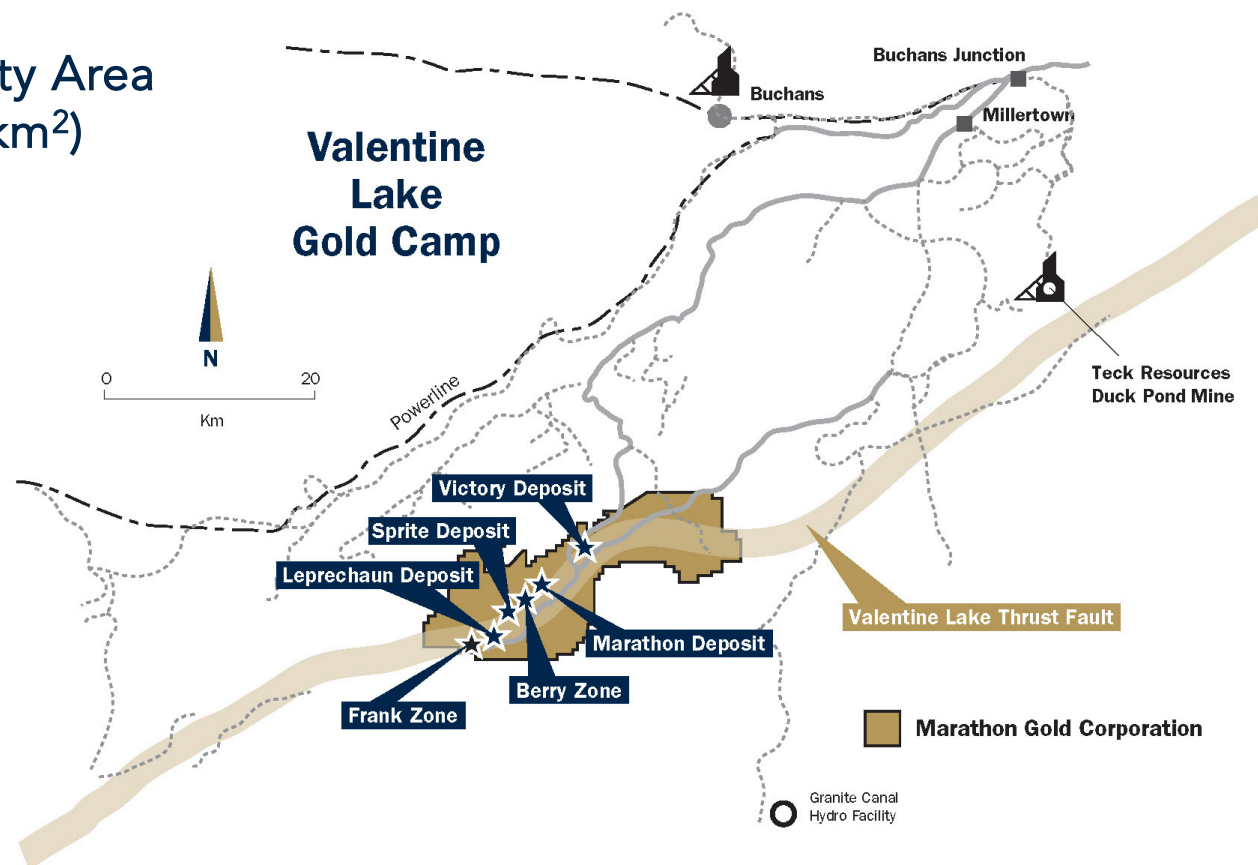 ty Area
km²)
Valentine
Lake
Gold Camp
Buchans Junction
Buchans
Millertown
N
0 20
Km
Powerline
Teck Resources
Duck Pond Mine
Victory Deposit
Sprite Deposit
Leprechaun Deposit
Valentine Lake Thrust Fault
Marathon Deposit
Berry Zone
Frank Zone
Marathon Gold Corporation
Granite Canal
Hydro Facility